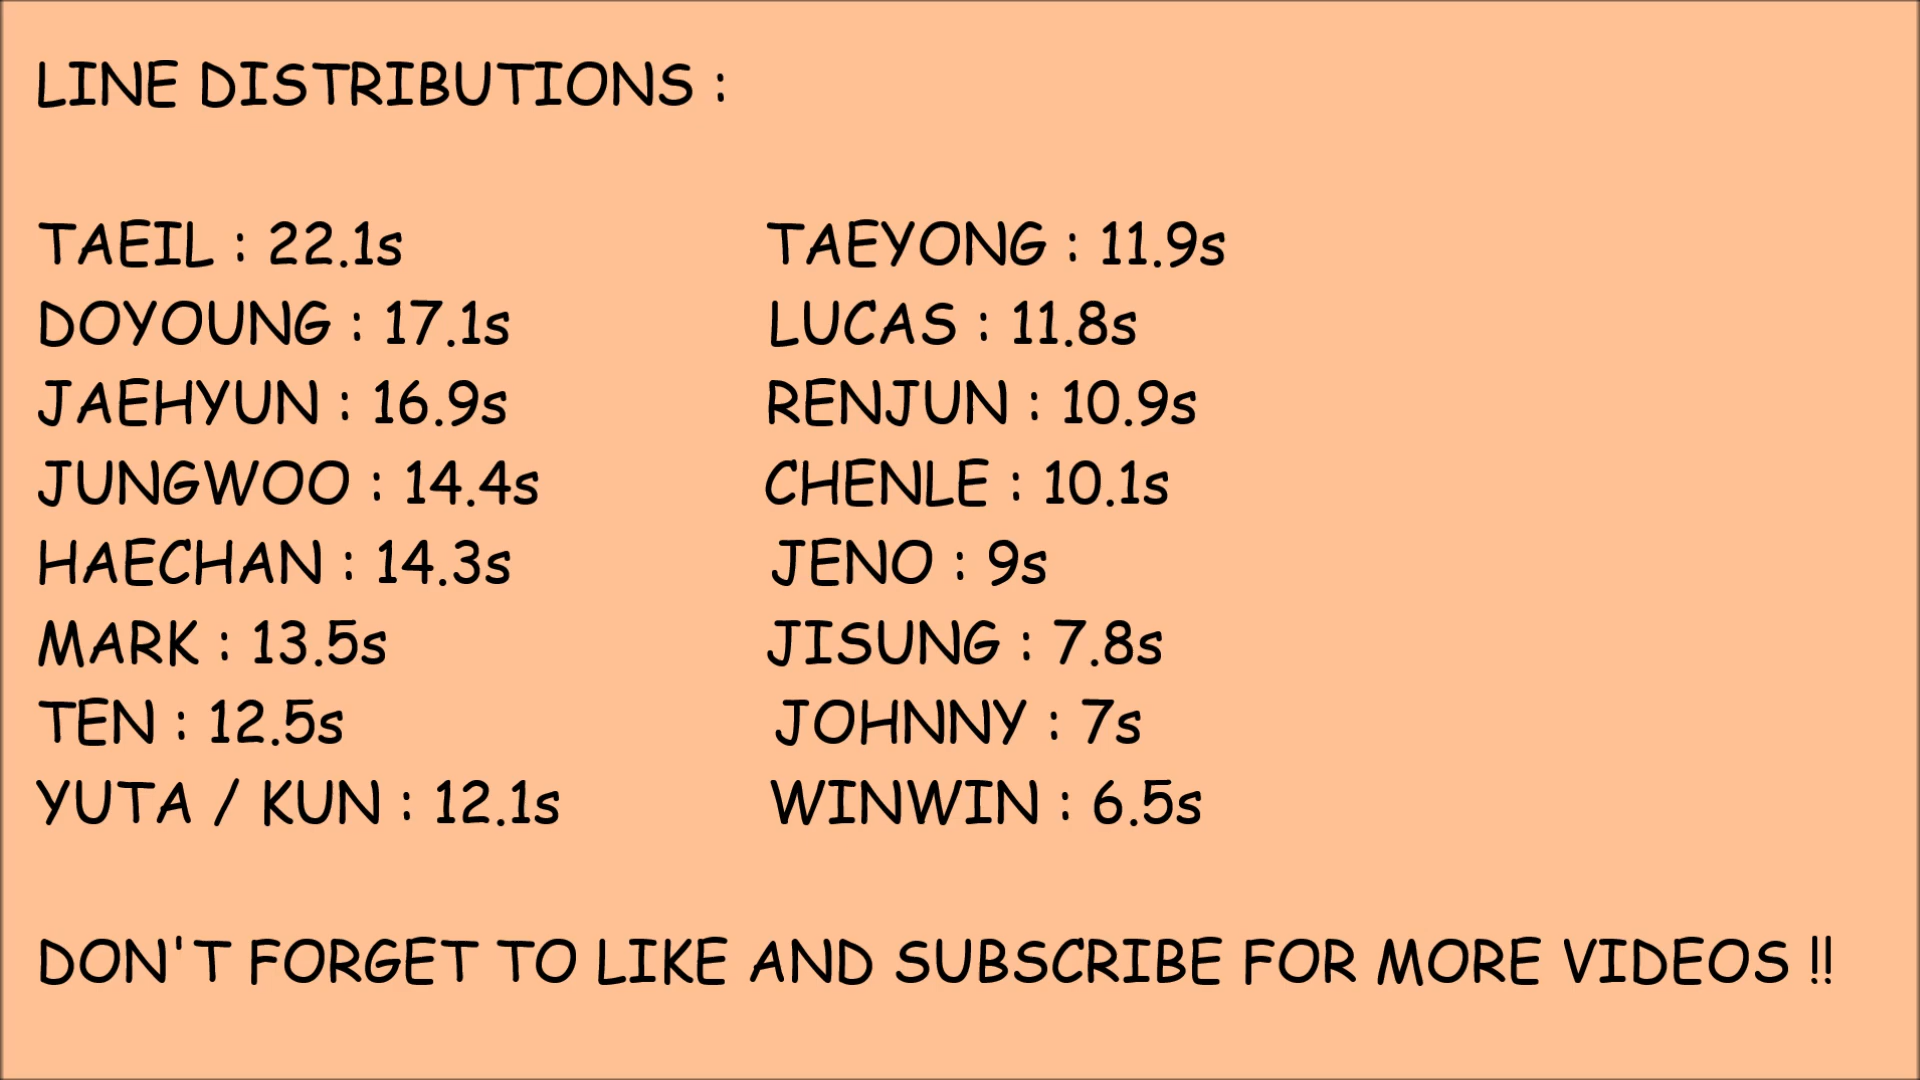 LINE DISTRIBUTIONS :
TAEIL : 22.1s
DOYOUNG : 17.1s
JAEHYUN : 16.9s
JUNGWOO : 14.4s
HAECHAN : 14.3s
MARK : 13.5s
TEN : 12.5s
YUTA / KUN : 12.1s
TAEYONG : 11.9s
LUCAS : 11.8s
RENJUN : 10.9s
CHENLE : 10.1s
JENO : 9s
JISUNG : 7.8s
JOHNNY : 7s
WINWIN : 6.5s
DON'T FORGET TO LIKE AND SUBSCRIBE FOR MORE VIDEOS !!